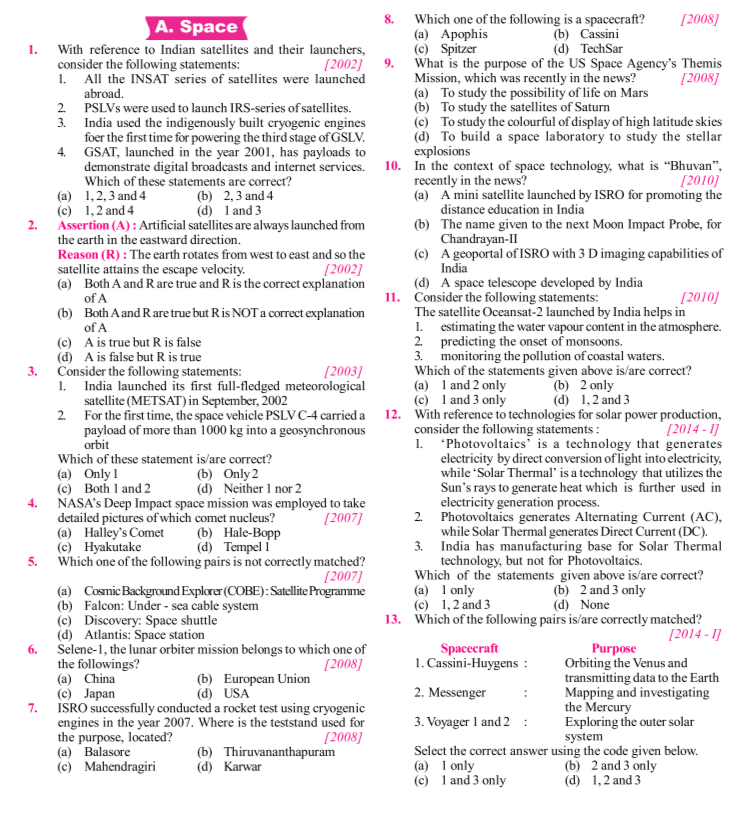 A. Space
1. With reference to Indian satellites and their launchers,
consider the following statements: [2002]
1. All the INSAT series of satellites were launched
abroad.
2. PSLVs were used to launch IRS-series of satellites.
3. India used the indigenously built cryogenic engines
foer the first time for powering the third stage of GSLV.
4. GSAT, launched in the year 2001, has payloads to
demonstrate digital broadcasts and internet services.
Which of these statements are correct?
(a) 1, 2, 3 and 4 (b) 2, 3 and 4
(c) 1, 2 and 4 (d) 1 and 3
2. Assertion (A) : Artificial satellites are always launched from
the earth in the eastward direction.
Reason (R) : The earth rotates from west to east and so the
satellite attains the escape velocity. [2002]
(a) Both A and R are true and R is the correct explanation
of A
(b) Both A and R are true but R is NOT a correct explanation
of A
(c) A is true but R is false
(d) A is false but R is true
3. Consider the following statements: [2003]
1. India launched its first full-fledged meteorological
satellite (METSAT) in September, 2002
2. For the first time, the space vehicle PSLV C-4 carried a
payload of more than 1000 kg into a geosynchronous
orbit
Which of these statement is/are correct?
(a) Only 1 (b) Only 2
(c) Both 1 and 2 (d) Neither 1 nor 2
4. NASA's Deep Impact space mission was employed to take
detailed pictures of which comet nucleus? [2007]
(a) Halley's Comet (b) Hale-Bopp
(c) Hyakutake (d) Tempel 1
5. Which one of the following pairs is not correctly matched?
[2007]
(a) Cosmic Background Explorer (COBE) : Satellite Programme
(b) Falcon: Under - sea cable system
(c) Discovery: Space shuttle
(d) Atlantis: Space station
6. Selene-1, the lunar orbiter mission belongs to which one of
the followings? [2008]
(a) China (b) European Union
(c) Japan (d) USA
7. ISRO successfully conducted a rocket test using cryogenic
engines in the year 2007. Where is the teststand used for
the purpose, located? [2008]
(a) Balasore (b) Thiruvananthapuram
(c) Mahendragiri (d) Karwar
8. Which one of the following is a spacecraft? [2008]
(a) Apophis (b) Cassini
(c) Spitzer (d) TechSar
9. What is the purpose of the US Space Agency's Themis
Mission, which was recently in the news? [2008]
(a) To study the possibility of life on Mars
(b) To study the satellites of Saturn
(c) To study the colourful of display of high latitude skies
(d) To build a space laboratory to study the stellar
explosions
10. In the context of space technology, what is “Bhuvan”,
recently in the news? [2010]
(a) A mini satellite launched by ISRO for promoting the
distance education in India
(b) The name given to the next Moon Impact Probe, for
Chandrayan-II
(c) A geoportal of ISRO with 3 D imaging capabilities of
India
(d) A space telescope developed by India
11. Consider the following statements: [2010]
The satellite Oceansat-2 launched by India helps in
1. estimating the water vapour content in the atmosphere.
2. predicting the onset of monsoons.
3. monitoring the pollution of coastal waters.
Which of the statements given above is/are correct?
(a) 1 and 2 only (b) 2 only
(c) 1 and 3 only (d) 1, 2 and 3
12. With reference to technologies for solar power production,
consider the following statements : [2014 - I]
1. ‘Photovoltaics’ is a technology that generates
electricity by direct conversion of light into electricity,
while ‘Solar Thermal’ is a technology that utilizes the
Sun's rays to generate heat which is further used in
electricity generation process.
2. Photovoltaics generates Alternating Current (AC),
while Solar Thermal generates Direct Current (DC).
3. India has manufacturing base for Solar Thermal
technology, but not for Photovoltaics.
Which of the statements given above is/are correct?
(a) 1 only (b) 2 and 3 only
(c) 1, 2 and 3 (d) None
13. Which of the following pairs is/are correctly matched?
[2014 - I]
Spacecraft Purpose
1. Cassini-Huygens : Orbiting the Venus and
transmitting data to the Earth
2. Messenger : Mapping and investigating
the Mercury
3. Voyager 1 and 2 : Exploring the outer solar
system
Select the correct answer using the code given below.
(a) 1 only (b) 2 and 3 only
(c) 1 and 3 only (d) 1, 2 and 3